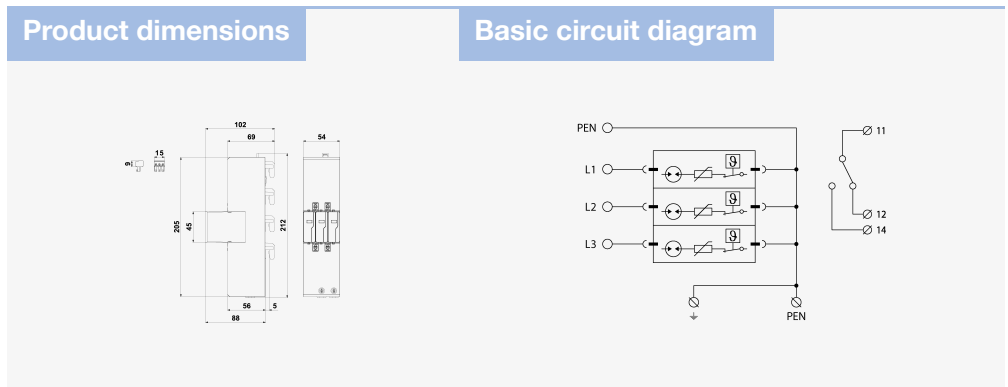 Product dimensions
Basic circuit diagram
102
69
54
15
9
205
45
212
56
5
88
PEN
11
L1
ϑ
L2
ϑ
12
14
L3
ϑ
PEN